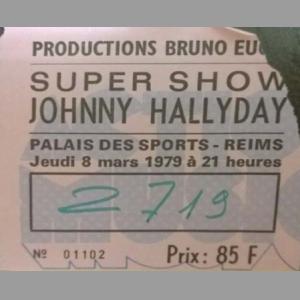 PRODUCTIONS BRUNO
SUPER SHOW
JOHNNY HALLYDAY
PALAIS DES SPORTS - REIMS
Jeudi 8 mars 1979 à 21 heures
2719
Nº 01102 Prix: 85 F